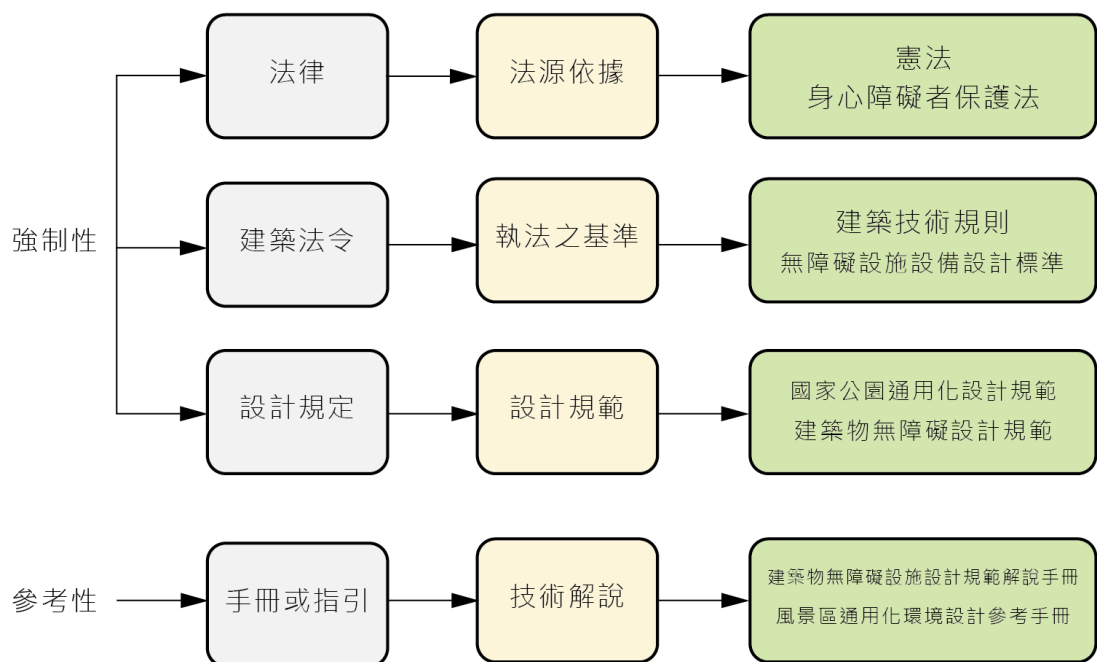 法律
法源依據
憲法
身心障礙者保護法
強制性
建築法令
執法之基準
建築技術規則
無障礙設施設備設計標準
設計規定
設計規範
國家公園通用化設計規範
建築物無障礙設計規範
參考性
手冊或指引
技術解說
建築物無障礙設施設計規範解說手冊
風景區通用化環境設計參考手冊